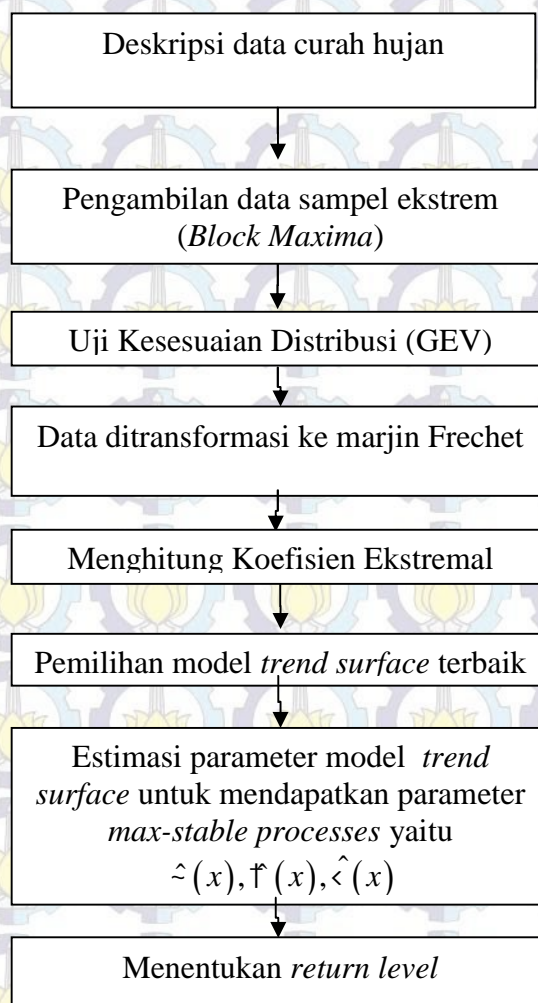 Deskripsi data curah hujan
Pengambilan data sampel ekstrem
(Block Maxima)
Uji Kesesuaian Distribusi (GEV)
Data ditransformasi ke marjin Frechet
Menghitung Koefisien Ekstremal
Pemilihan model trend surface terbaik
Estimasi parameter model trend
surface untuk mendapatkan parameter
max-stable processes yaitu
~̂(x),†̂(x),‹̂(x)
Menentukan return level